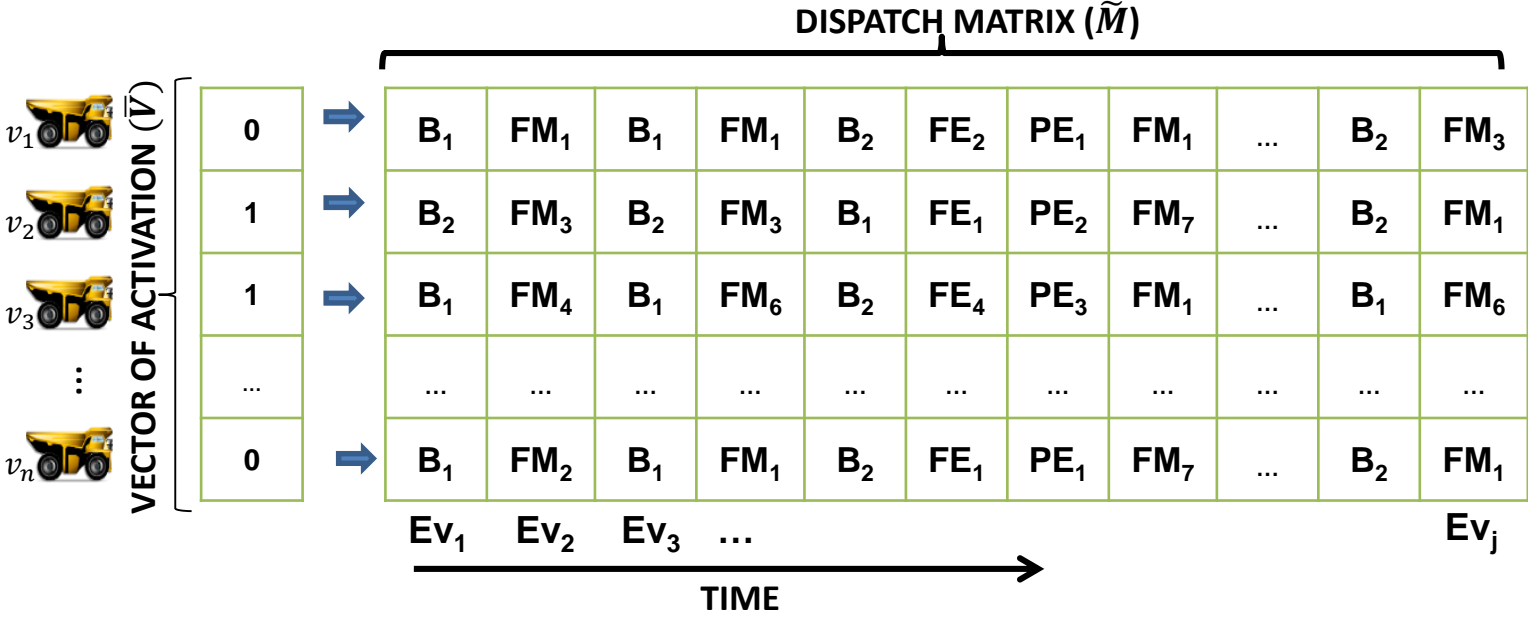 DISPATCH MATRIX (M̃)
VECTOR OF ACTIVATION (V̿)
v₁ 0 B₁ FM₁ B₁ FM₁ B₂ FE₂ PE₁ FM₁ ... B₂ FM₃
v₂ 1 B₂ FM₃ B₂ FM₃ B₁ FE₁ PE₂ FM₇ ... B₂ FM₁
v₃ 1 B₁ FM₄ B₁ FM₆ B₂ FE₄ PE₃ FM₁ ... B₁ FM₆
⋮ ... ... ... ... ... ... ... ... ... ... ... ...
vₙ 0 B₁ FM₂ B₁ FM₁ B₂ FE₁ PE₁ FM₇ ... B₂ FM₁
Ev₁ Ev₂ Ev₃ ... Evⱼ
TIME